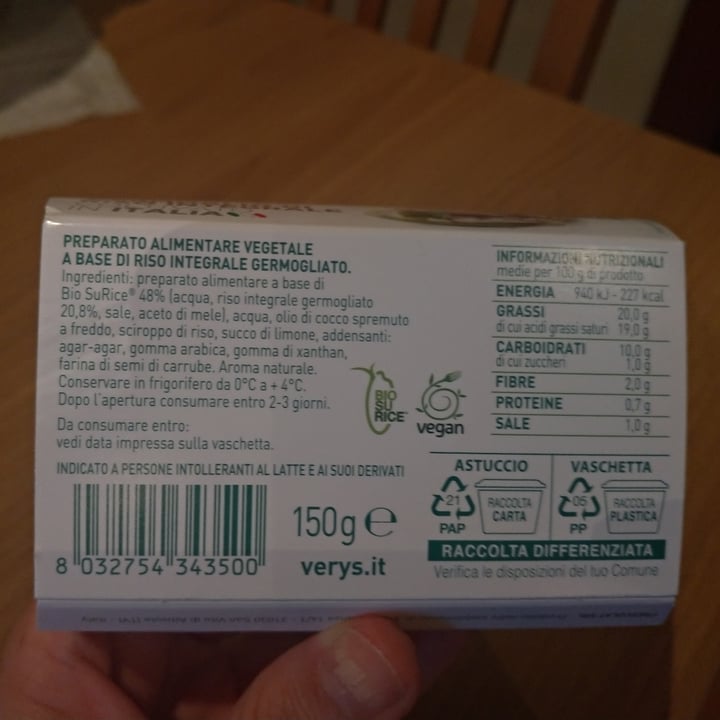 ITALIA
PREPARATO ALIMENTARE VEGETALE
A BASE DI RISO INTEGRALE GERMOGLIATO.
Ingredienti: preparato alimentare a base di
Bio SuRice® 48% (acqua, riso integrale germogliato
20,8%, sale, aceto di mele), acqua, olio di cocco spremuto
a freddo, sciroppo di riso, succo di limone, addensanti:
agar-agar, gomma arabica, gomma di xanthan,
farina di semi di carrube. Aroma naturale.
Conservare in frigorifero da 0°C a + 4°C.
Dopo l'apertura consumare entro 2-3 giorni.
Da consumare entro:
vedi data impressa sulla vaschetta.
INDICATO A PERSONE INTOLLERANTI AL LATTE E AI SUOI DERIVATI
8 032754 343500
150g e
verys.it
BIO
SU
RICE
vegan
INFORMAZIONI NUTRIZIONALI
medie per 100 g di prodotto
ENERGIA 940 kJ - 227 kcal
GRASSI 20,0 g
di cui acidi grassi saturi 19,0 g
CARBOIDRATI 10,0 g
di cui zuccheri 1,0 g
FIBRE 2,0 g
PROTEINE 0,7 g
SALE 1,0 g
ASTUCCIO
21
PAP
RACCOLTA
CARTA
VASCHETTA
05
PP
RACCOLTA
PLASTICA
RACCOLTA DIFFERENZIATA
Verifica le disposizioni del tuo Comune